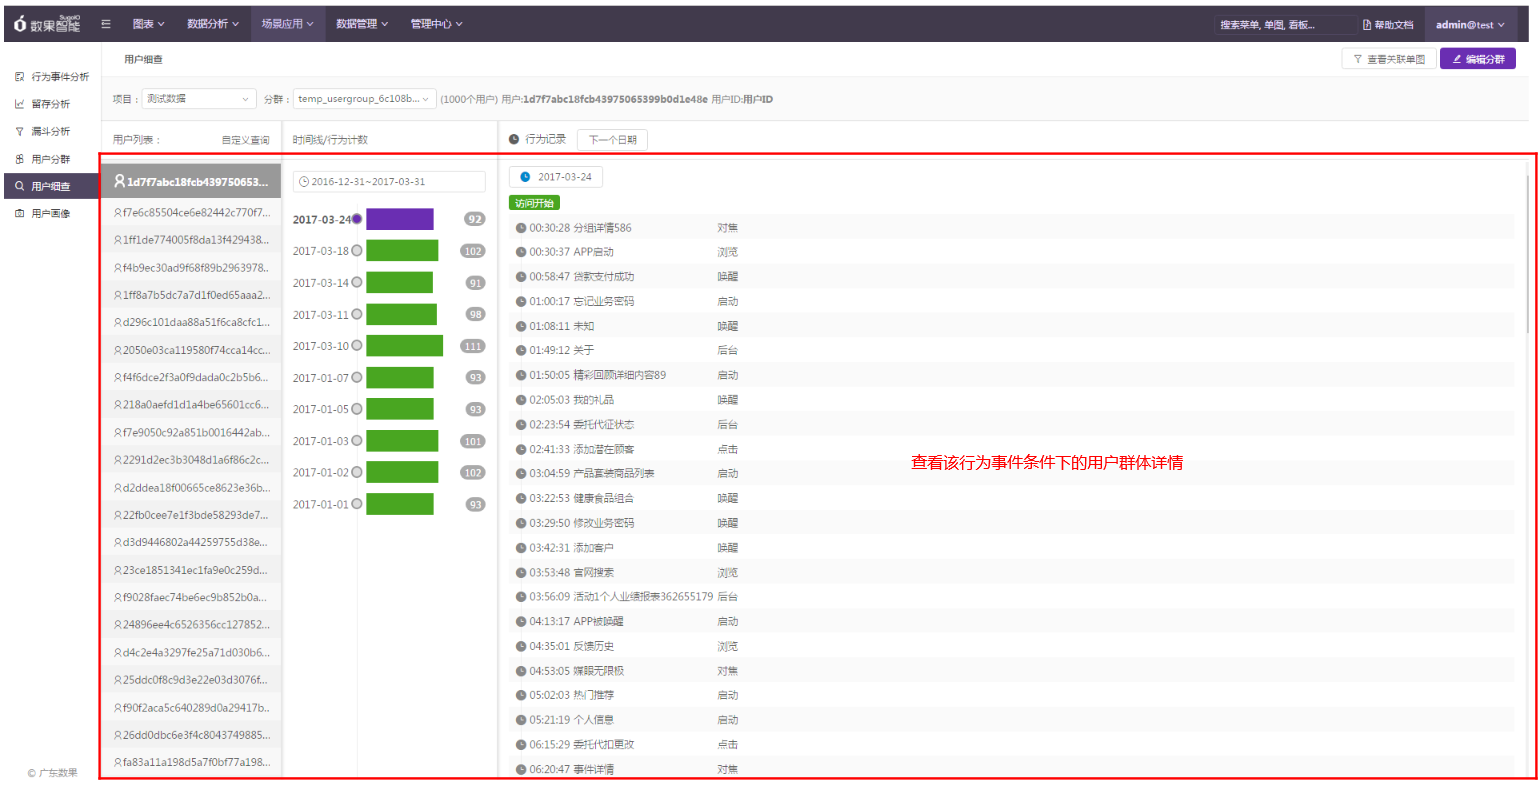 数果智能 SugoIO 图表 数据分析 场景应用 数据管理 管理中心 搜索菜单, 单图, 看板... 帮助文档 admin@test
用户细查 查看关联单图 编辑分群
行为事件分析
留存分析
漏斗分析
用户分群
用户细查
用户画像
© 广东数果
项目： 测试数据 分群： temp_usergroup_6c108b... (1000个用户) 用户:1d7f7abc18fcb43975065399b0d1e48e 用户ID:用户ID
用户列表： 自定义查询
1d7f7abc18fcb439750653...
f7e6c85504ce6e82442c770f7...
1ff1de774005f8da13f429438...
f4b9ec30ad9f68f89b2963978..
1ff8a7b5dc7a7d1f0ed65aaa2...
d296c101daa88a51f6ca8cfc1...
2050e03ca119580f74cca14cc...
f4f6dce2f3a0f9dada0c2b5b6...
218a0aefd1d1a4be65601cc6...
f7e9050c92a851b0016442ab...
2291d2ec3b3048d1a6f86c2c...
d2ddea18f00665ce8623e36b...
22fb0cee7e1f3bde58293de7...
d3d9446802a44259755d38e...
23ce1851341ec1fa9e0c259d...
f9028faec74be6ec9b852b0a...
24896ee4c6526356cc127852...
d4c2e4a3297fe25a71d030b6...
25ddc0f8c9d3e22e03d3076f...
f90f2aca5c640289d0a29417b..
26dd0dbc6e3f4c8043749885...
fa83a11a198d5a7f0bf77a198...
时间线/行为计数
2016-12-31~2017-03-31
2017-03-24 92
2017-03-18 102
2017-03-14 91
2017-03-11 98
2017-03-10 111
2017-01-07 93
2017-01-05 93
2017-01-03 101
2017-01-02 102
2017-01-01 93
行为记录 下一个日期
2017-03-24
访问开始
00:30:28 分组详情586 对焦
00:30:37 APP启动 浏览
00:58:47 贷款支付成功 唤醒
01:00:17 忘记业务密码 启动
01:08:11 未知 唤醒
01:49:12 关于 后台
01:50:05 精彩回顾详细内容89 启动
02:05:03 我的礼品 唤醒
02:23:54 委托代征状态 后台
02:41:33 添加潜在顾客 点击
03:04:59 产品套装商品列表 启动
03:22:53 健康食品组合 唤醒
03:29:50 修改业务密码 唤醒
03:42:31 添加客户 唤醒
03:53:48 官网搜索 浏览
03:56:09 活动1个人业绩报表362655179 后台
04:13:17 APP被唤醒 启动
04:35:01 反馈历史 浏览
04:53:05 媒眼无限极 对焦
05:02:03 热门推荐 启动
05:21:19 个人信息 启动
06:15:29 委托代扣更改 点击
06:20:47 事件详情 对焦
查看该行为事件条件下的用户群体详情